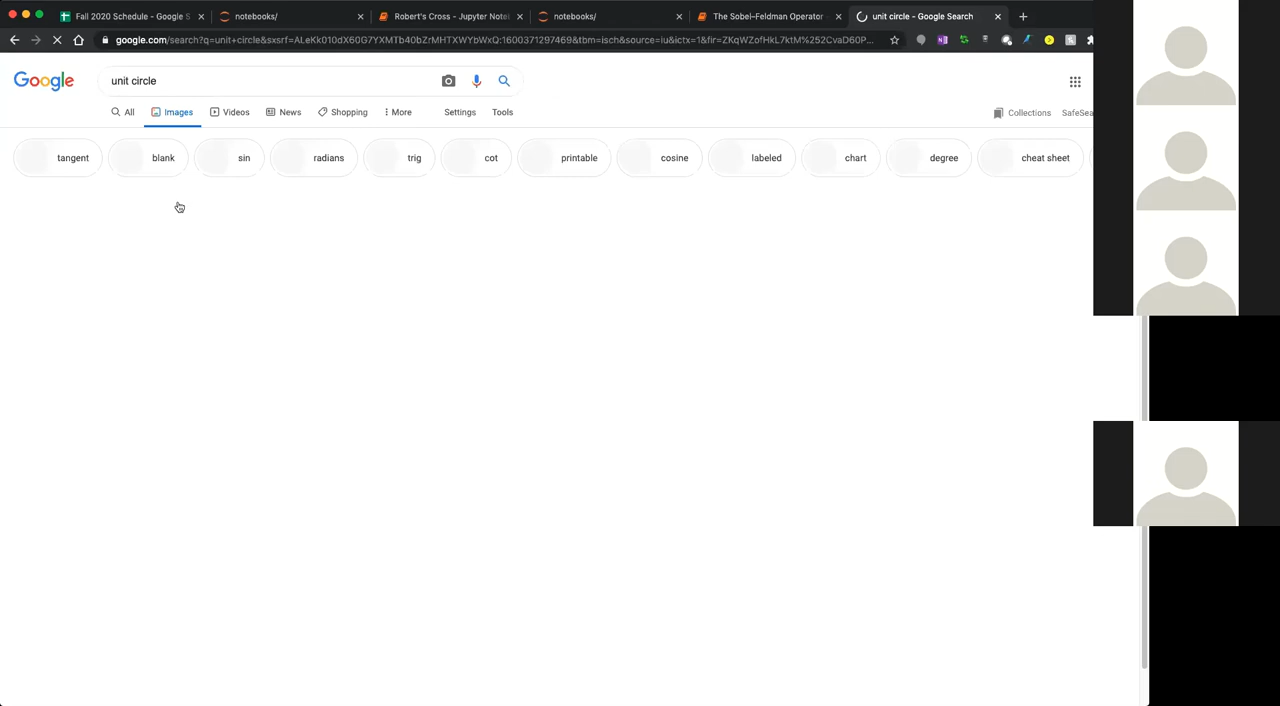 Fall 2020 Schedule - Google S
notebooks/
Robert's Cross - Jupyter Note
notebooks/
The Sobel–Feldman Operator -
unit circle - Google Search
google.com/search?q=unit+circle&sxsrf=ALeKk010dX60G7YXMTb40bZrMHTXWYbWxQ:1600371297469&tbm=isch&source=iu&ictx=1&fir=ZKqWZofHkL7ktM%252CvaD60P...
Google
unit circle
All
Images
Videos
News
Shopping
More
Settings
Tools
Collections
SafeSea
tangent
blank
sin
radians
trig
cot
printable
cosine
labeled
chart
degree
cheat sheet